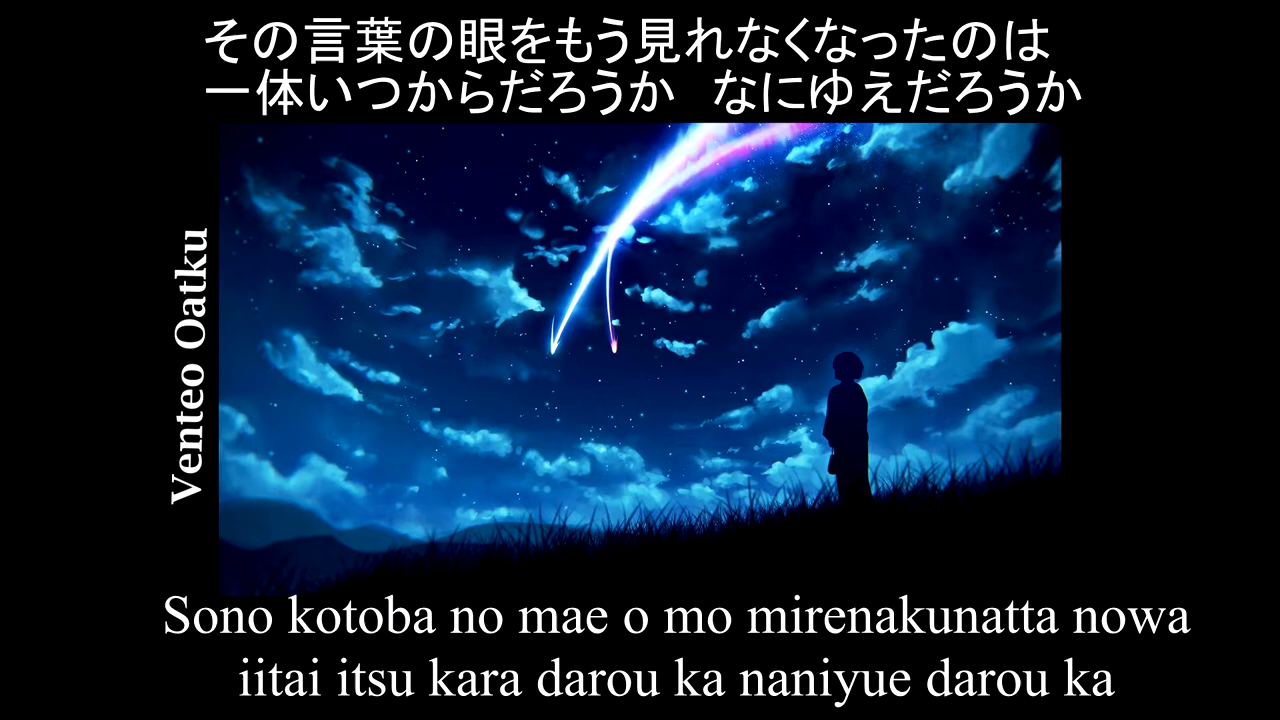 その言葉の眼をもう見れなくなったのは
一体いつからだろうか　なにゆえだろうか
Venteo Oatku
Sono kotoba no mae o mo mirenakunatta nowa
iitai itsu kara darou ka naniyue darou ka